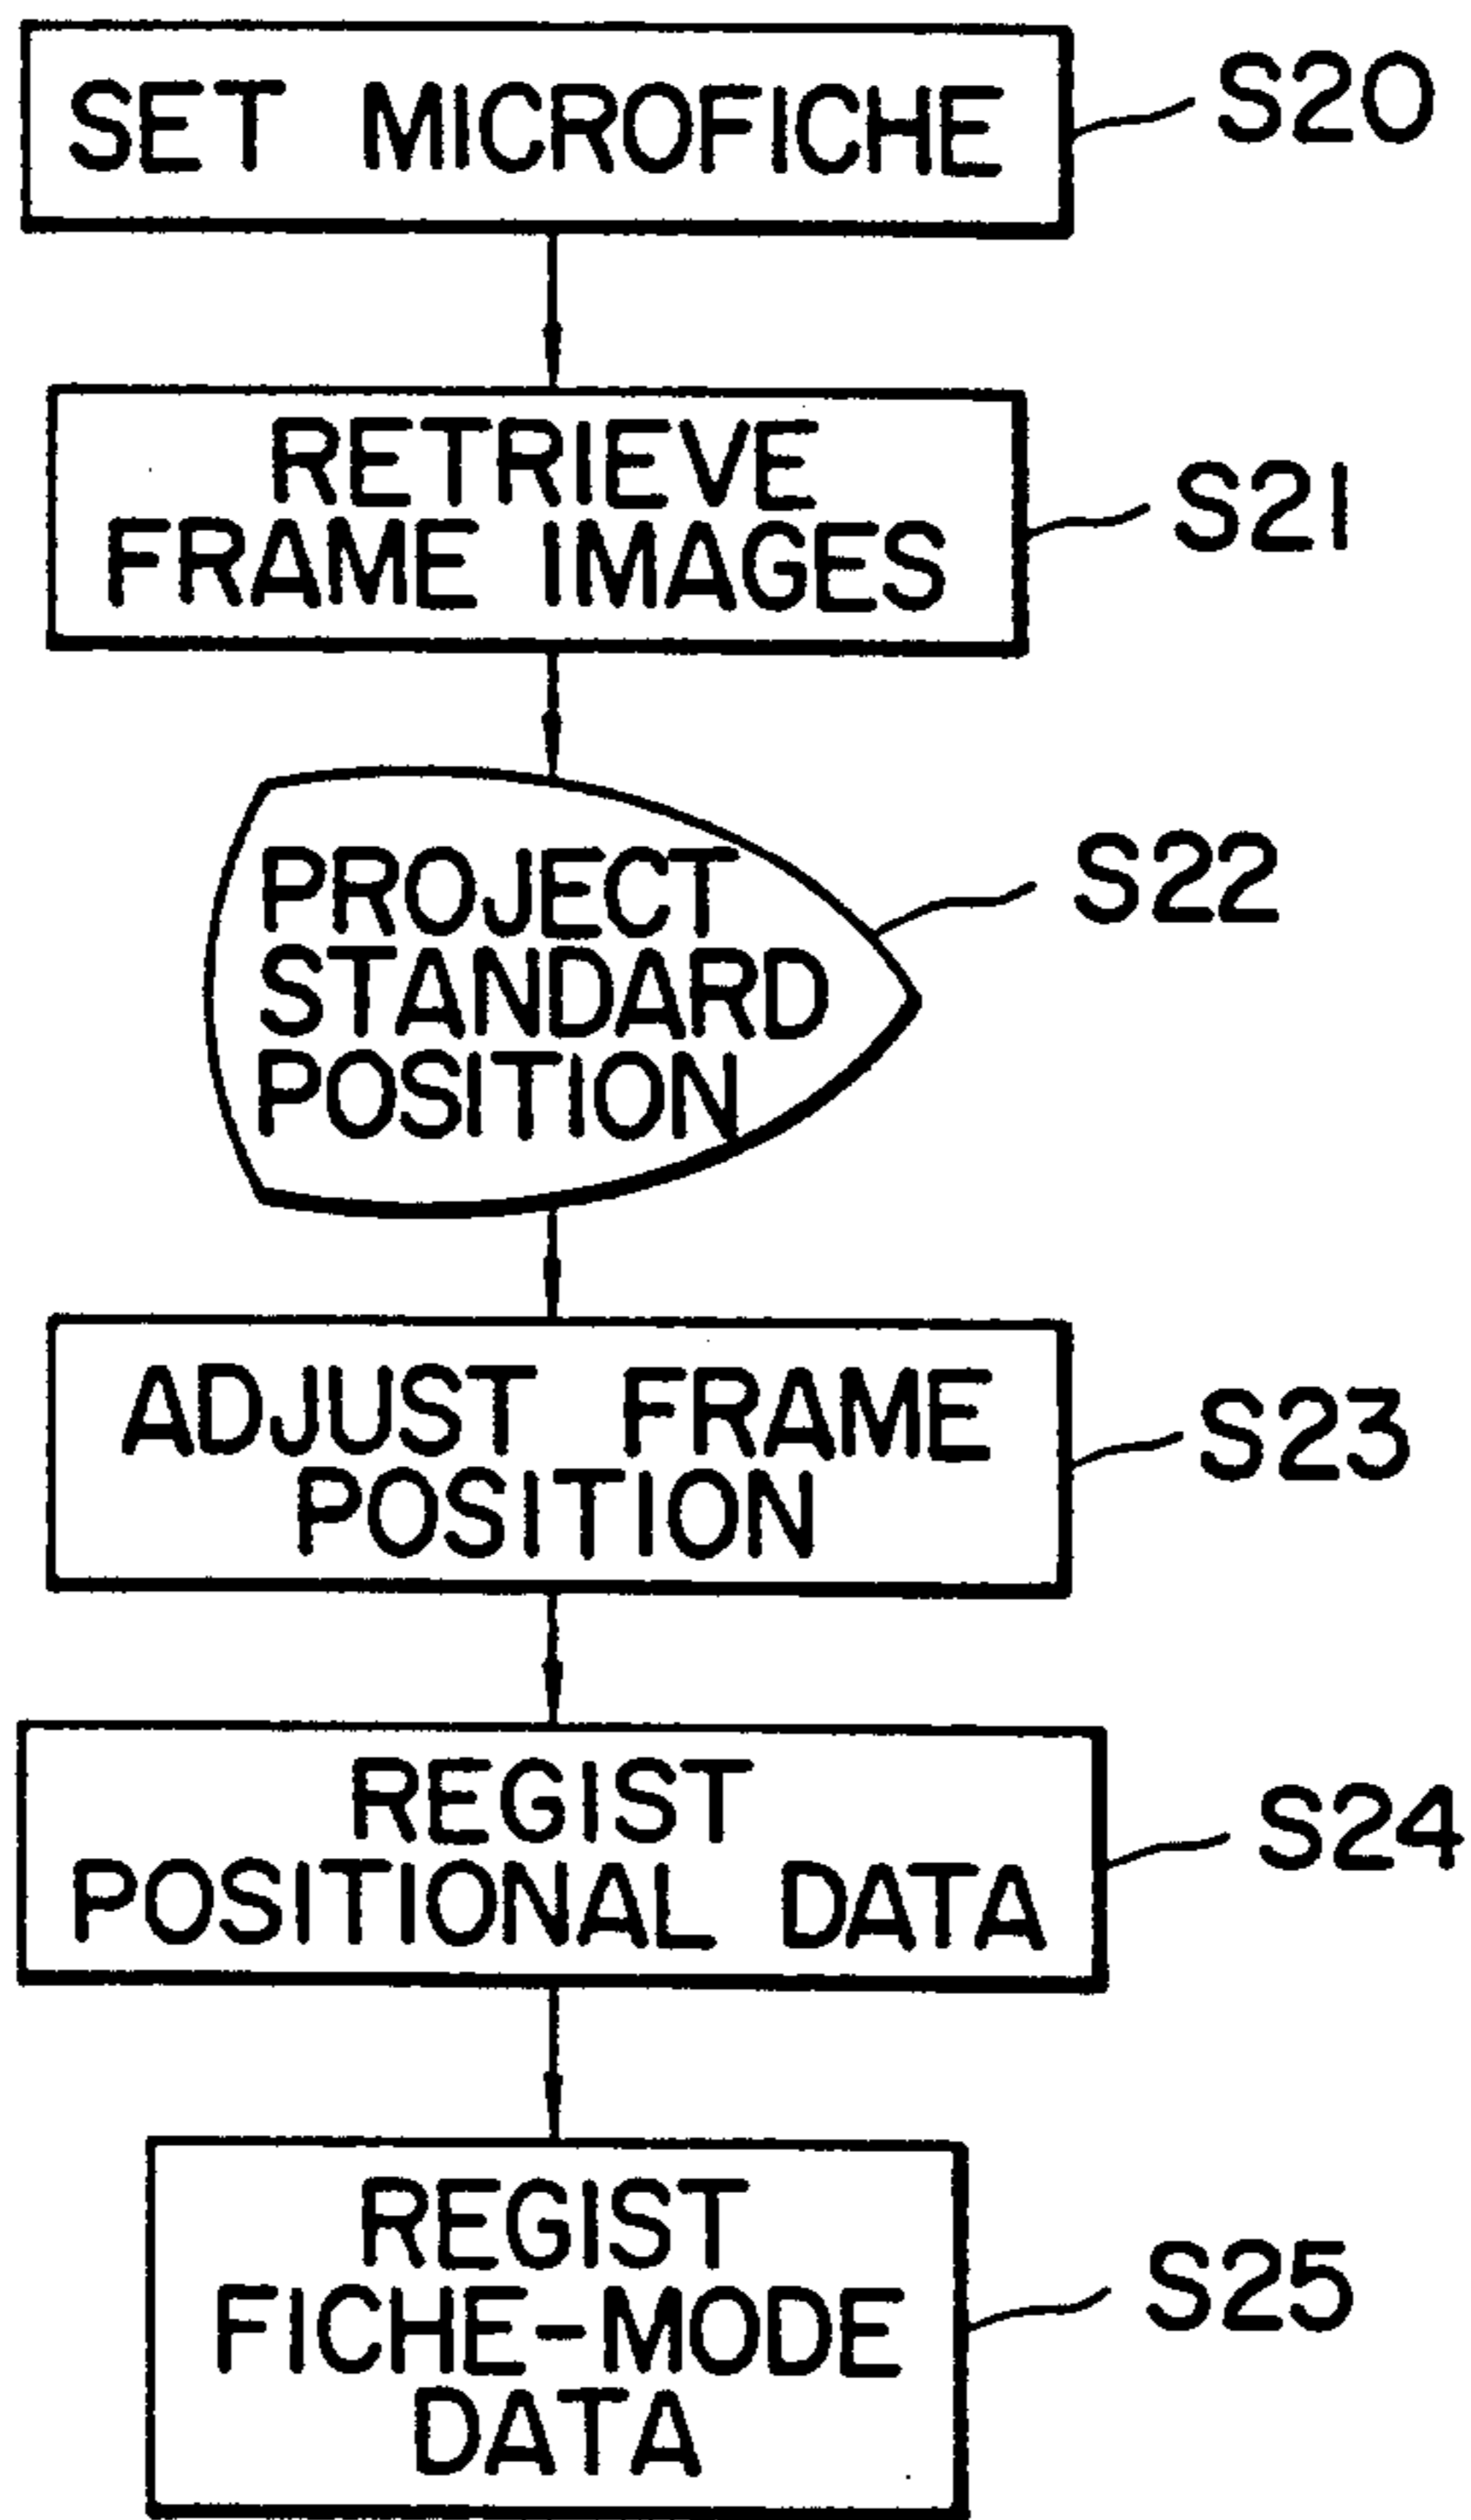 SET MICROFICHE
S20
RETRIEVE
FRAME IMAGES
S21
PROJECT
STANDARD
POSITION
S22
ADJUST FRAME
POSITION
S23
REGIST
POSITIONAL DATA
S24
REGIST
FICHE-MODE
DATA
S25